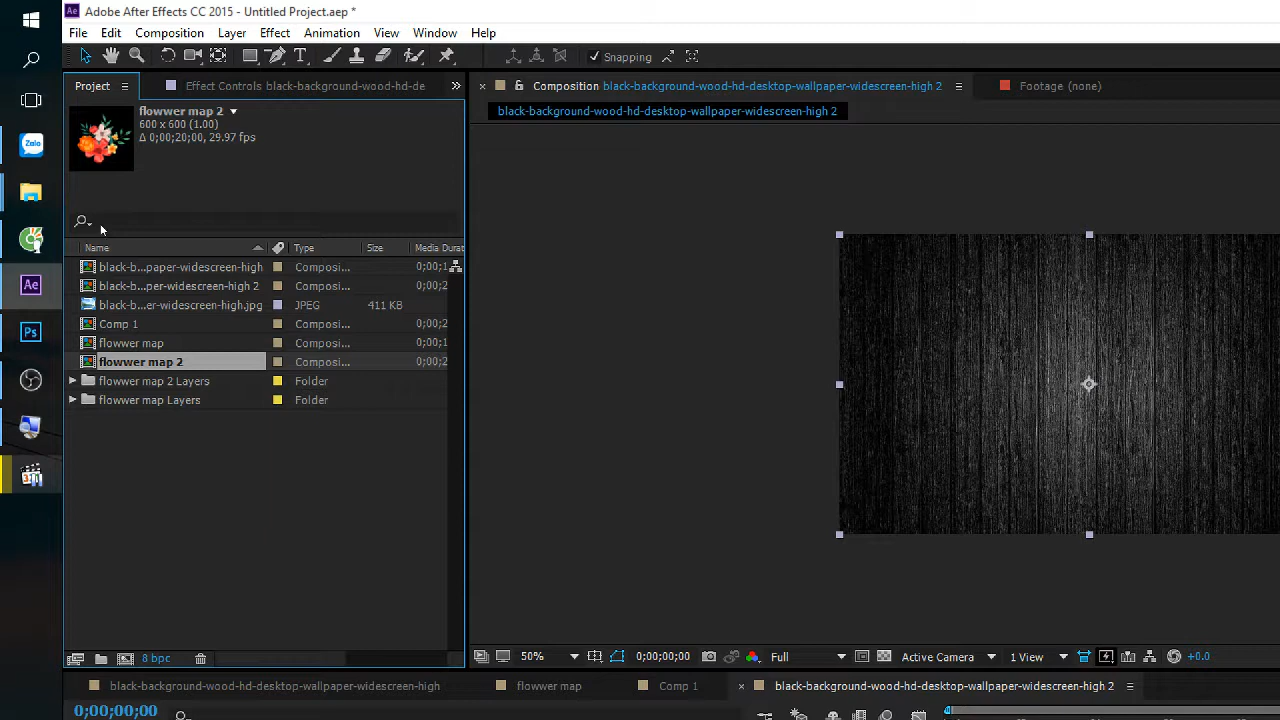 Adobe After Effects CC 2015 - Untitled Project.aep *
File Edit Composition Layer Effect Animation View Window Help
T Snapping
Project Effect Controls black-background-wood-hd-de
Composition black-background-wood-hd-desktop-wallpaper-widescreen-high 2 Footage (none)
flowwer map 2
600 x 600 (1.00)
Δ 0;00;20;00, 29.97 fps
black-background-wood-hd-desktop-wallpaper-widescreen-high 2
Name Type Size Media Durat
black-b...paper-widescreen-high Composi... 0;00;1
black-b...per-widescreen-high 2 Composi... 0;00;2
black-b...er-widescreen-high.jpg JPEG 411 KB
Comp 1 Composi... 0;00;2
flowwer map Composi... 0;00;1
flowwer map 2 Composi... 0;00;2
flowwer map 2 Layers Folder
flowwer map Layers Folder
8 bpc
50% 0;00;00;00 Full Active Camera 1 View +0.0
black-background-wood-hd-desktop-wallpaper-widescreen-high flowwer map Comp 1 black-background-wood-hd-desktop-wallpaper-widescreen-high 2
0;00;00;00
Zalo
Ae
Ps